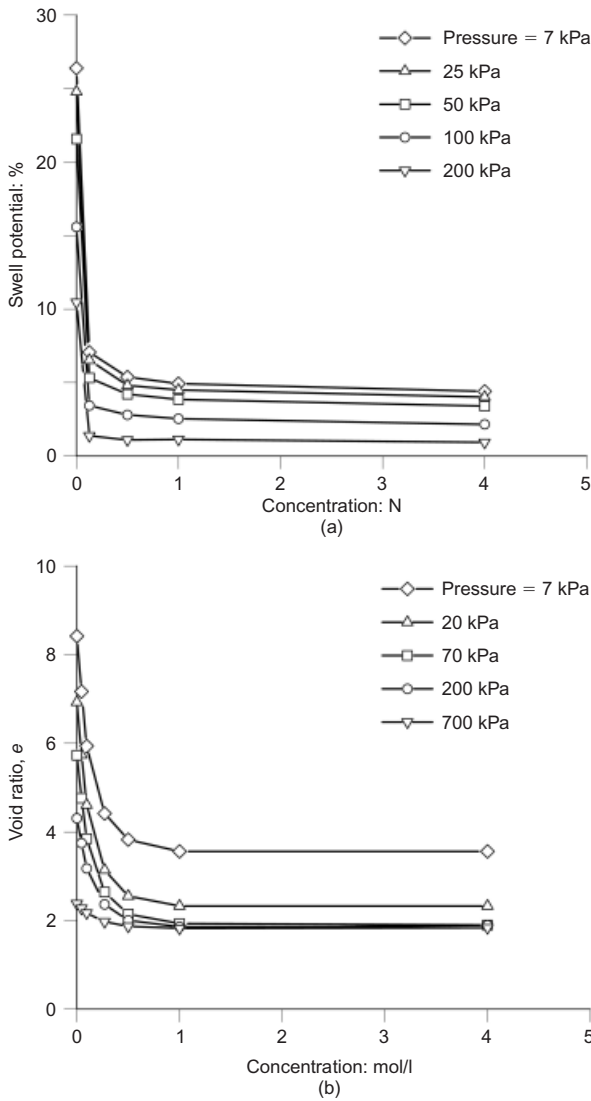 30
20
10
0
Swell potential: %
Pressure = 7 kPa
25 kPa
50 kPa
100 kPa
200 kPa
0 1 2 3 4 5
Concentration: N
(a)
10
8
6
4
2
0
Void ratio, e
Pressure = 7 kPa
20 kPa
70 kPa
200 kPa
700 kPa
0 1 2 3 4 5
Concentration: mol/l
(b)